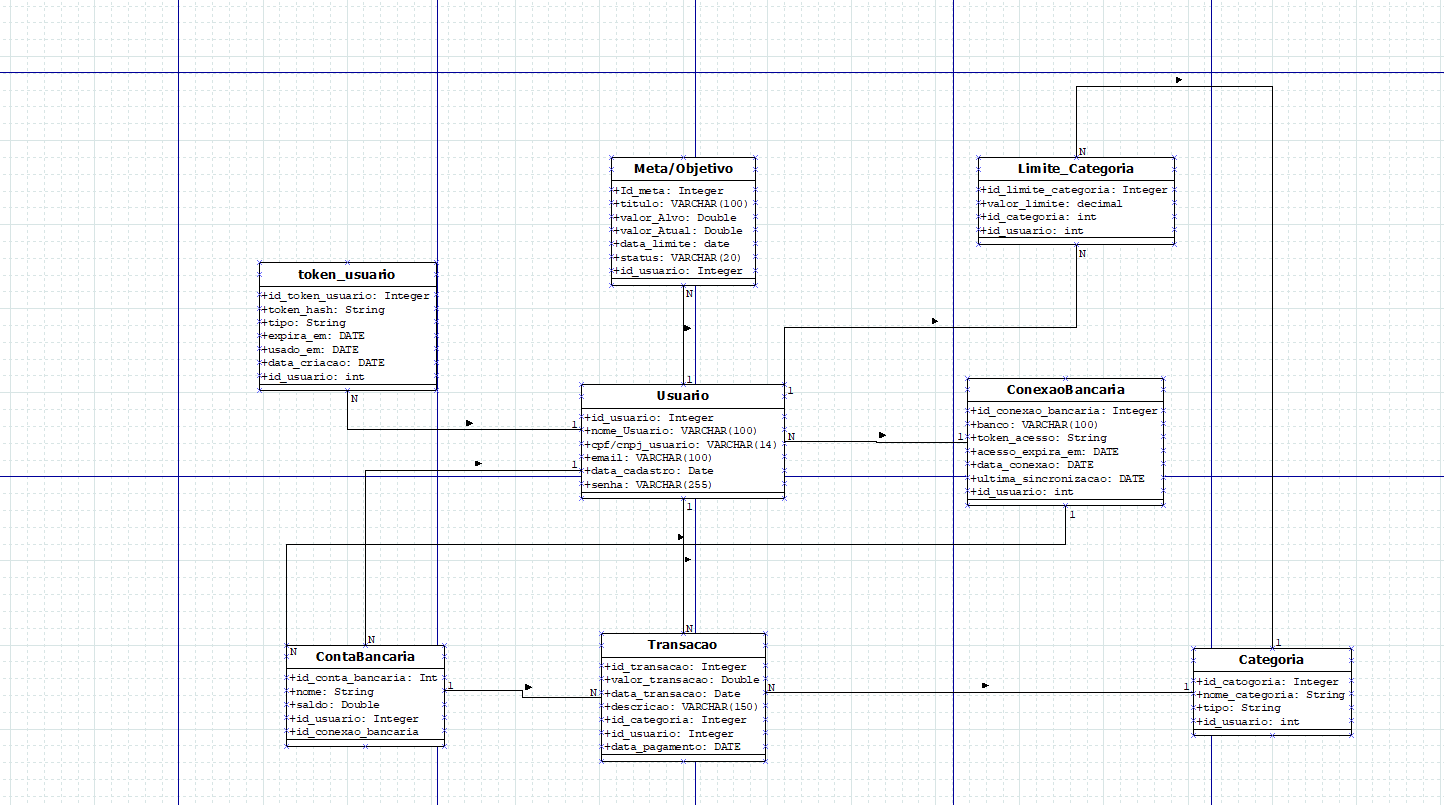 N
Meta/Objetivo
+Id_meta: Integer
+titulo: VARCHAR(100)
+valor_Alvo: Double
+valor_Atual: Double
+data_limite: date
+status: VARCHAR(20)
+id_usuario: Integer
N
1
Limite_Categoria
+id_limite_categoria: Integer
+valor_limite: decimal
+id_categoria: int
+id_usuario: int
N
1
token_usuario
+id_token_usuario: Integer
+token_hash: String
+tipo: String
+expira_em: DATE
+usado_em: DATE
+data_criacao: DATE
+id_usuario: int
N
1
1
Usuario
+id_usuario: Integer
+nome_Usuario: VARCHAR(100)
+cpf/cnpj_usuario: VARCHAR(14)
+email: VARCHAR(100)
+data_cadastro: Date
+senha: VARCHAR(255)
1
N
1
ConexaoBancaria
+id_conexao_bancaria: Integer
+banco: VARCHAR(100)
+token_acesso: String
+acesso_expira_em: DATE
+data_conexao: DATE
+ultima_sincronizacao: DATE
+id_usuario: int
1
N
N
ContaBancaria
+id_conta_bancaria: Int
+nome: String
+saldo: Double
+id_usuario: Integer
+id_conexao_bancaria
1
N
N
Transacao
+id_transacao: Integer
+valor_transacao: Double
+data_transacao: Date
+descricao: VARCHAR(150)
+id_categoria: Integer
+id_usuario: Integer
+data_pagamento: DATE
N
1
1
Categoria
+id_catogoria: Integer
+nome_categoria: String
+tipo: String
+id_usuario: int